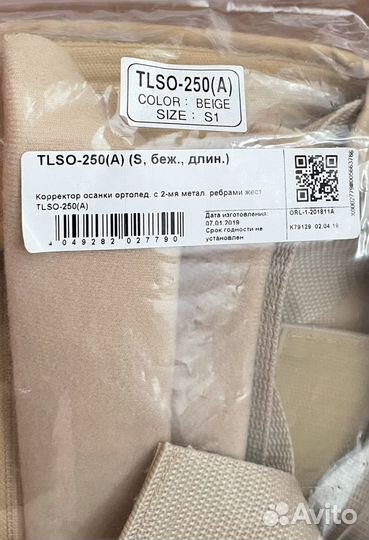 TLSO-250(A)
COLOR : BEIGE
SIZE : S1
TLSO-250(A) (S, беж., длин.)
Корректор осанки ортопед. с 2-мя метал. ребрами жест
TLSO-250(A)
4 049282 027790
Дата изготовления:
07.01.2019
Срок годности не
установлен
ORL-1-201811A
K79129 02.04.19
Avito